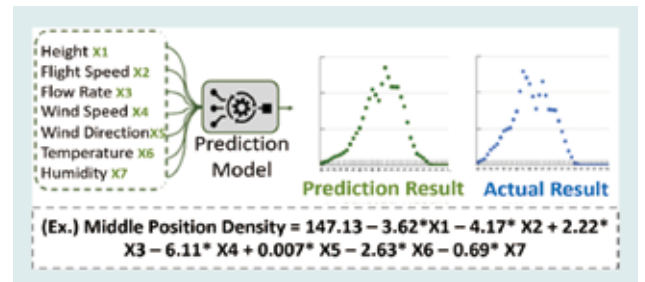 Height X1
Flight Speed X2
Flow Rate X3
Wind Speed X4
Wind DirectionX5
Temperature X6
Humidity X7
Prediction
Model
Prediction Result
Actual Result
(Ex.) Middle Position Density = 147.13 – 3.62*X1 – 4.17* X2 + 2.22*
X3 – 6.11* X4 + 0.007* X5 – 2.63* X6 – 0.69* X7